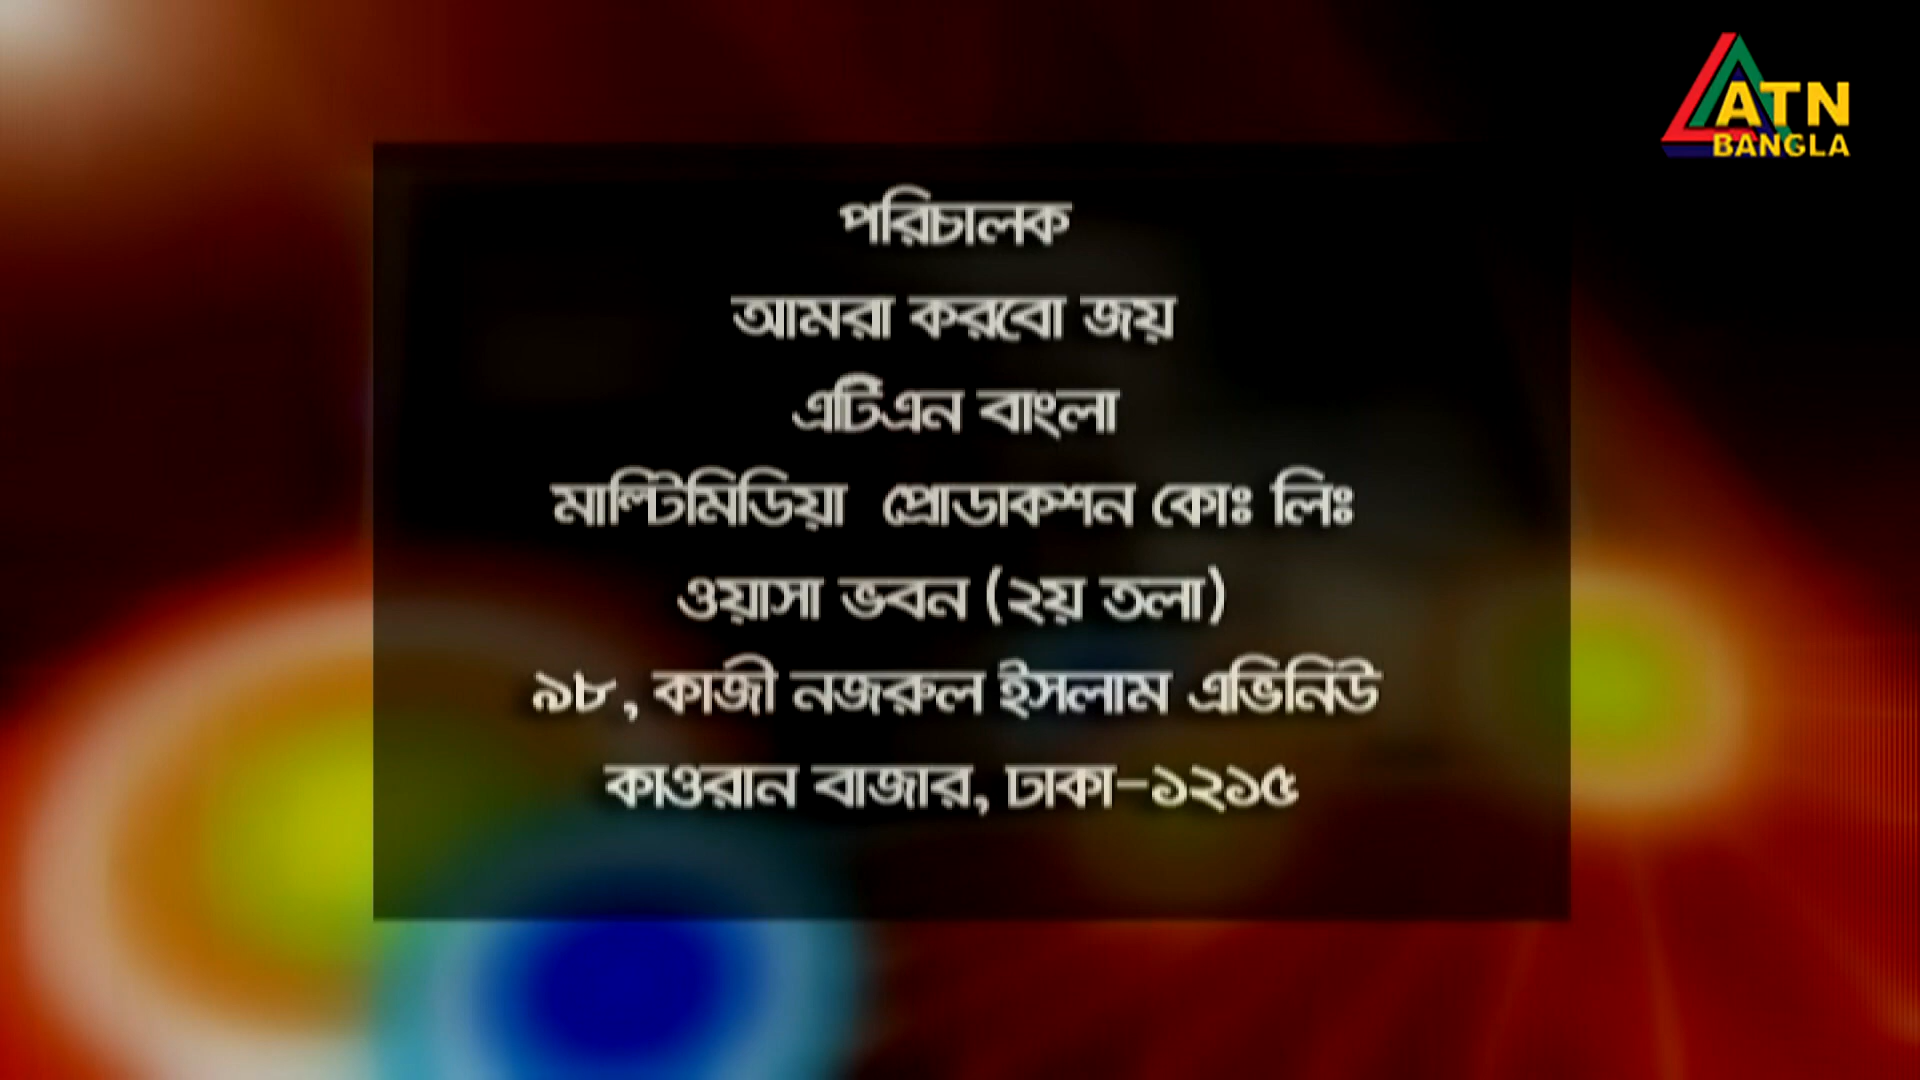 ATN
BANGLA
পরিচালক
আমরা করবো জয়
এটিএন বাংলা
মাল্টিমিডিয়া প্রোডাকশন কোঃ লিঃ
ওয়াসা ভবন (২য় তলা)
৯৮, কাজী নজরুল ইসলাম এভিনিউ
কাওরান বাজার, ঢাকা-১২১৫